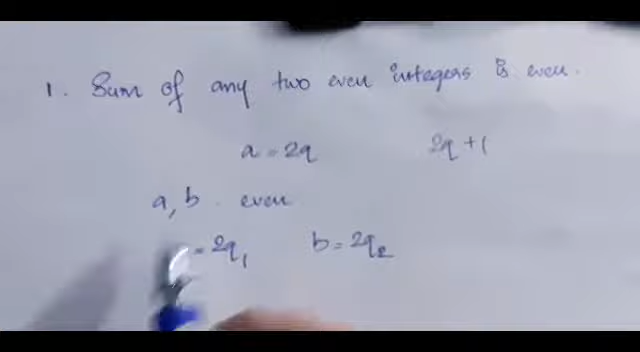 1. Sum of any two even integers is even.
a = 2q 2q + 1
a, b even
= 2q₁ b = 2q₂